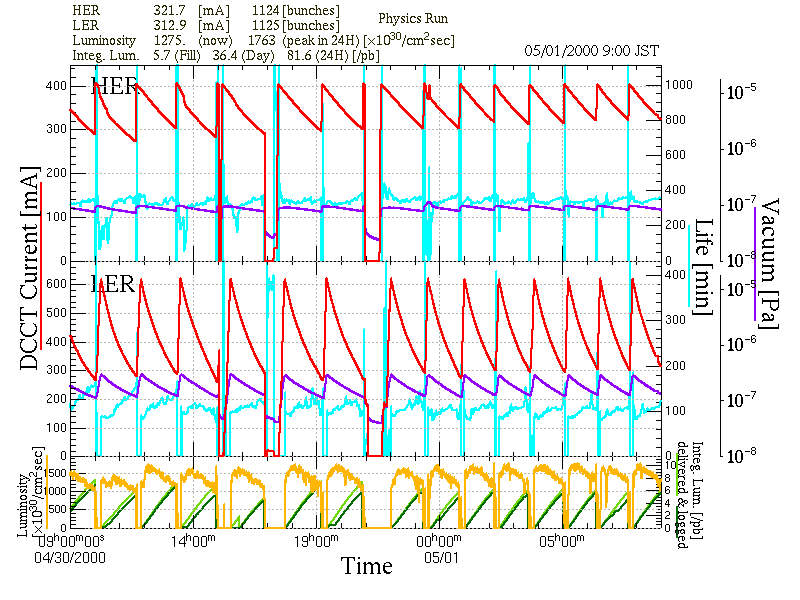 HER 321.7 [mA] 1124 [bunches]
Physics Run
LER 312.9 [mA] 1125 [bunches]
Luminosity 1275. (now) 1763 (peak in 24H) [×10^30/cm^2sec]
Integ. Lum. 5.7 (Fill) 36.4 (Day) 81.6 (24H) [/pb]
05/01/2000 9:00 JST
HER
400
300
200
100
0
1000
800
600
400
200
0
10^-5
10^-6
10^-7
10^-8
LER
600
500
400
300
200
100
0
400
300
200
100
0
10^-5
10^-6
10^-7
10^-8
DCCT Current [mA]
Life [min]
Vacuum [Pa]
1500
1000
500
0
10
8
6
4
2
0
Luminosity
[×10^30/cm^2sec]
Integ. Lum. [/pb]
delivered & logged
14h00m
19h00m
00h00m
05h00m
04/30/2000
05/01
Time